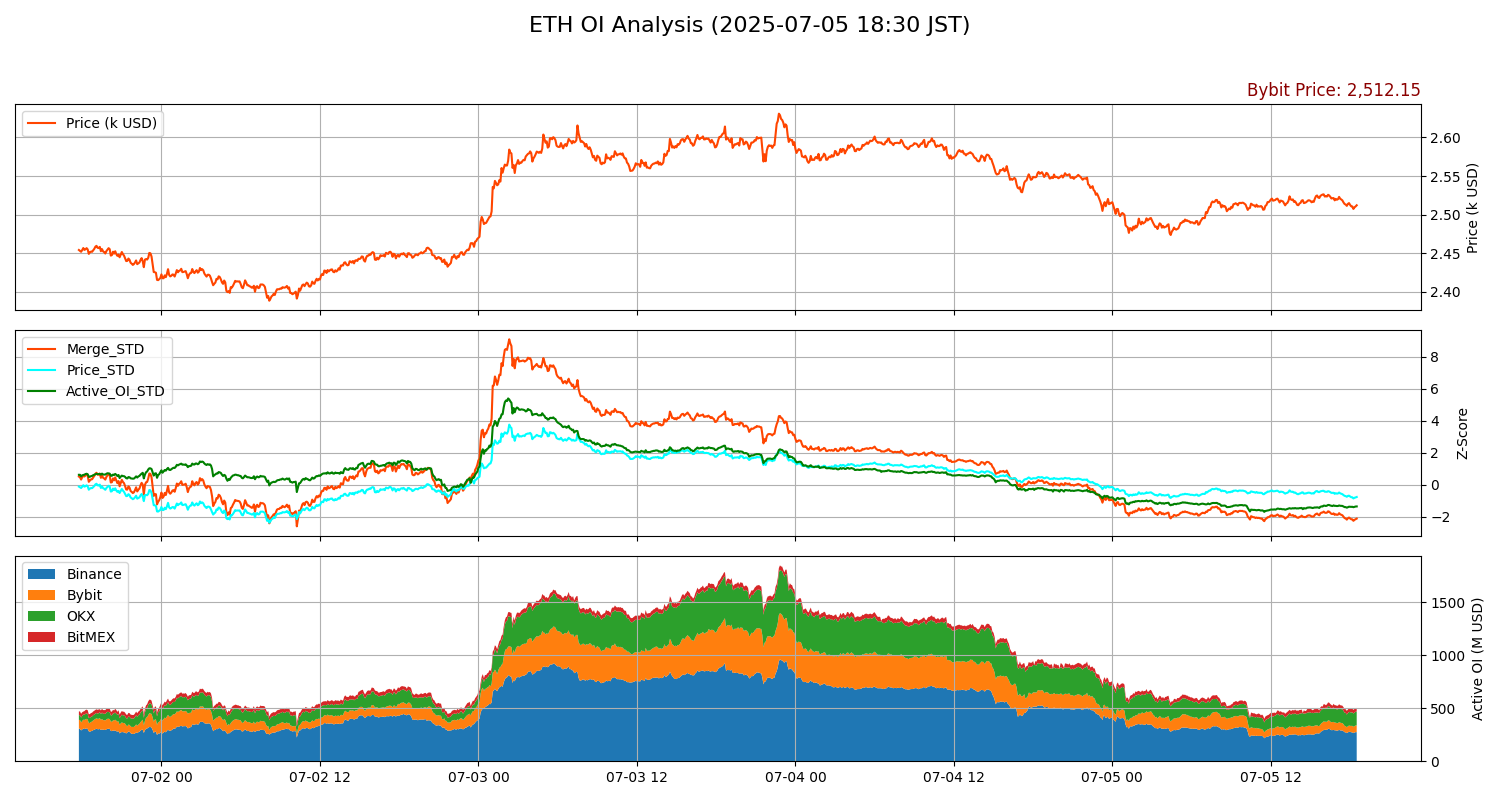 ETH OI Analysis (2025-07-05 18:30 JST)
Bybit Price: 2,512.15
Price (k USD)
2.60
2.55
2.50
2.45
2.40
Price (k USD)
Merge_STD
Price_STD
Active_OI_STD
8
6
4
2
0
−2
Z-Score
Binance
Bybit
OKX
BitMEX
1500
1000
500
0
Active OI (M USD)
07-02 00 07-02 12 07-03 00 07-03 12 07-04 00 07-04 12 07-05 00 07-05 12